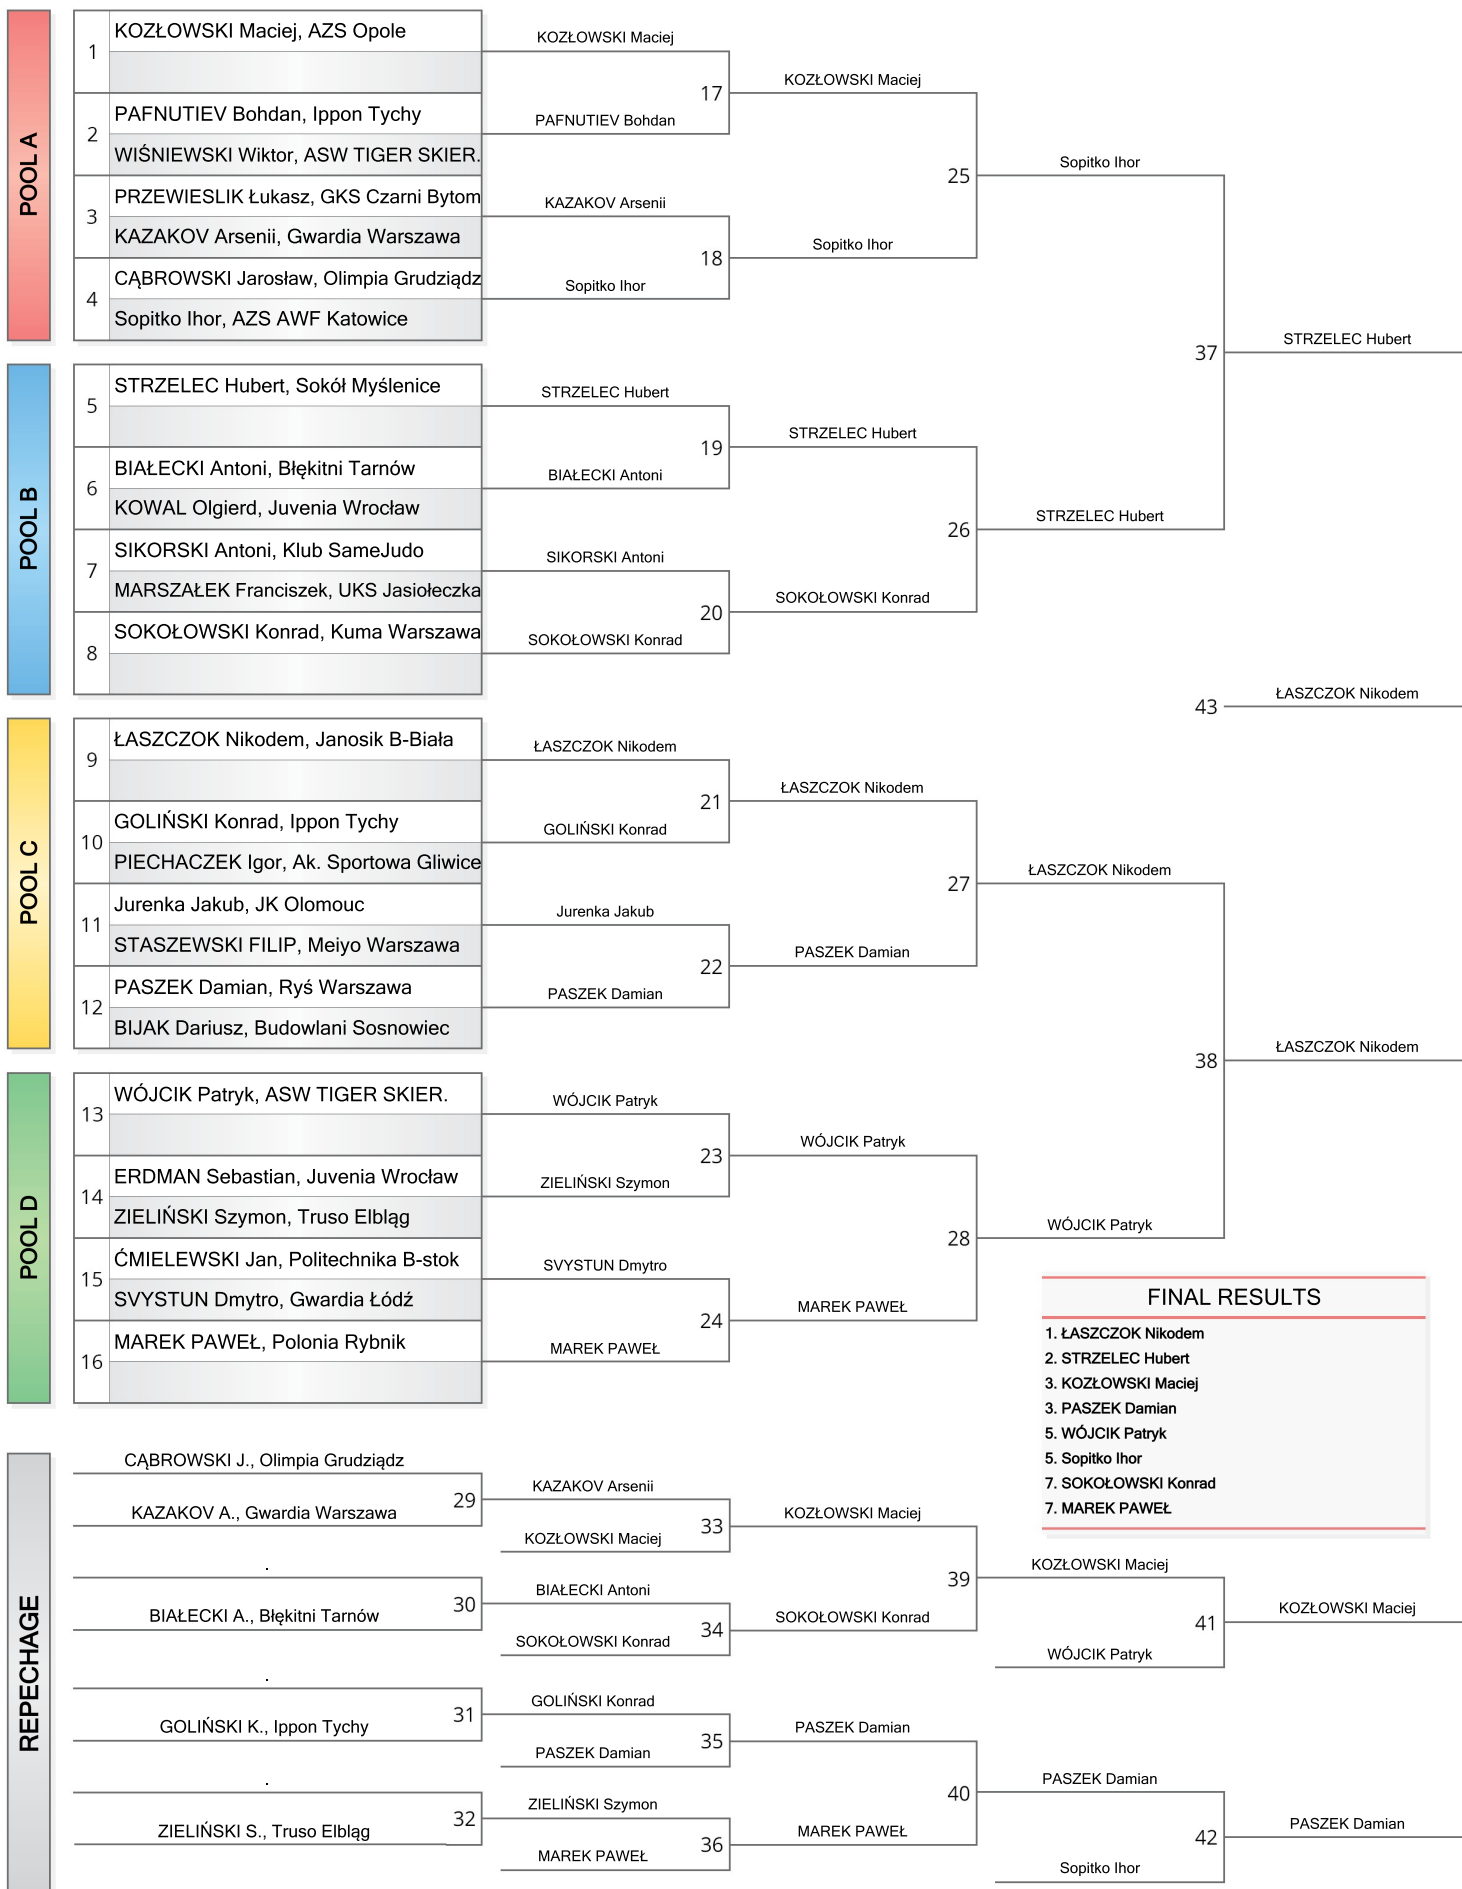 POOL A
1
KOZŁOWSKI Maciej, AZS Opole
2
PAFNUTIEV Bohdan, Ippon Tychy
WIŚNIEWSKI Wiktor, ASW TIGER SKIER.
3
PRZEWIESLIK Łukasz, GKS Czarni Bytom
KAZAKOV Arsenii, Gwardia Warszawa
4
CĄBROWSKI Jarosław, Olimpia Grudziądz
Sopitko Ihor, AZS AWF Katowice
KOZŁOWSKI Maciej
17
PAFNUTIEV Bohdan
KAZAKOV Arsenii
18
Sopitko Ihor
KOZŁOWSKI Maciej
25
Sopitko Ihor
Sopitko Ihor
POOL B
5
STRZELEC Hubert, Sokół Myślenice
6
BIAŁECKI Antoni, Błękitni Tarnów
KOWAL Olgierd, Juvenia Wrocław
7
SIKORSKI Antoni, Klub SameJudo
MARSZAŁEK Franciszek, UKS Jasiołeczka
8
SOKOŁOWSKI Konrad, Kuma Warszawa
STRZELEC Hubert
19
BIAŁECKI Antoni
SIKORSKI Antoni
20
SOKOŁOWSKI Konrad
STRZELEC Hubert
26
SOKOŁOWSKI Konrad
STRZELEC Hubert
37
STRZELEC Hubert
43
ŁASZCZOK Nikodem
POOL C
9
ŁASZCZOK Nikodem, Janosik B-Biała
10
GOLIŃSKI Konrad, Ippon Tychy
PIECHACZEK Igor, Ak. Sportowa Gliwice
11
Jurenka Jakub, JK Olomouc
STASZEWSKI FILIP, Meiyo Warszawa
12
PASZEK Damian, Ryś Warszawa
BIJAK Dariusz, Budowlani Sosnowiec
ŁASZCZOK Nikodem
21
GOLIŃSKI Konrad
Jurenka Jakub
22
PASZEK Damian
ŁASZCZOK Nikodem
27
PASZEK Damian
ŁASZCZOK Nikodem
38
ŁASZCZOK Nikodem
POOL D
13
WÓJCIK Patryk, ASW TIGER SKIER.
14
ERDMAN Sebastian, Juvenia Wrocław
ZIELIŃSKI Szymon, Truso Elbląg
15
ĆMIELEWSKI Jan, Politechnika B-stok
SVYSTUN Dmytro, Gwardia Łódź
16
MAREK PAWEŁ, Polonia Rybnik
WÓJCIK Patryk
23
ZIELIŃSKI Szymon
SVYSTUN Dmytro
24
MAREK PAWEŁ
WÓJCIK Patryk
28
MAREK PAWEŁ
WÓJCIK Patryk
FINAL RESULTS
1. ŁASZCZOK Nikodem
2. STRZELEC Hubert
3. KOZŁOWSKI Maciej
3. PASZEK Damian
5. WÓJCIK Patryk
5. Sopitko Ihor
7. SOKOŁOWSKI Konrad
7. MAREK PAWEŁ
REPECHAGE
CĄBROWSKI J., Olimpia Grudziądz
29
KAZAKOV A., Gwardia Warszawa
.
30
BIAŁECKI A., Błękitni Tarnów
.
31
GOLIŃSKI K., Ippon Tychy
.
32
ZIELIŃSKI S., Truso Elbląg
KAZAKOV Arsenii
33
KOZŁOWSKI Maciej
BIAŁECKI Antoni
34
SOKOŁOWSKI Konrad
GOLIŃSKI Konrad
35
PASZEK Damian
ZIELIŃSKI Szymon
36
MAREK PAWEŁ
KOZŁOWSKI Maciej
39
SOKOŁOWSKI Konrad
PASZEK Damian
40
MAREK PAWEŁ
KOZŁOWSKI Maciej
41
WÓJCIK Patryk
PASZEK Damian
42
Sopitko Ihor
KOZŁOWSKI Maciej
PASZEK Damian